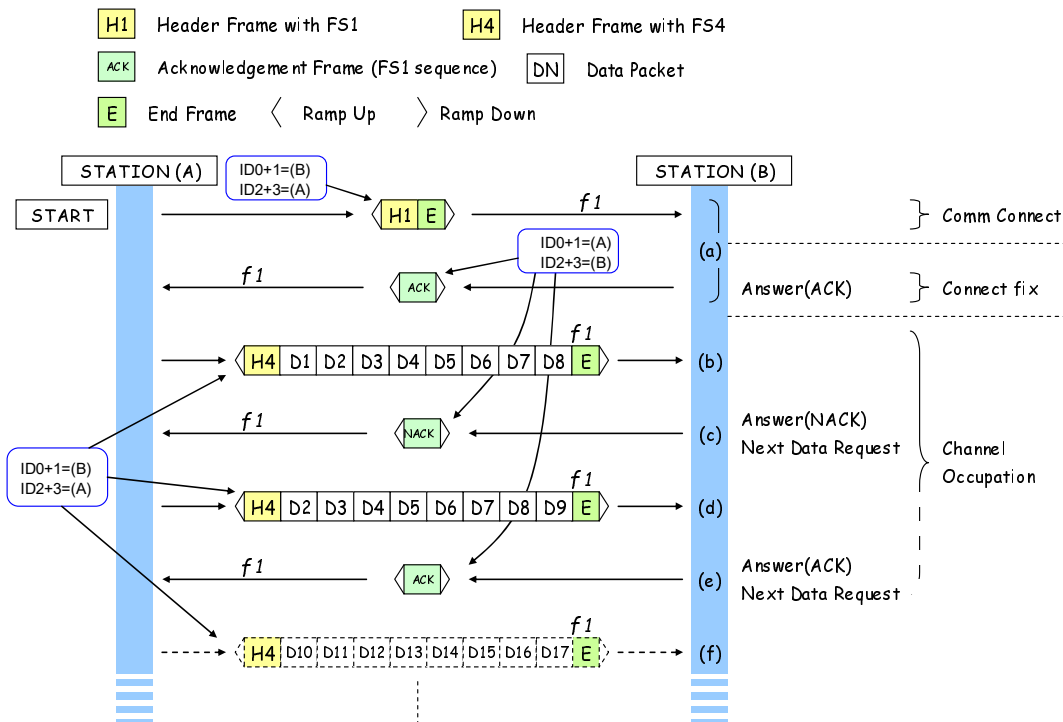 H1 Header Frame with FS1
H4 Header Frame with FS4
ACK Acknowledgement Frame (FS1 sequence)
DN Data Packet
E End Frame
Ramp Up
Ramp Down
STATION (A)
ID0+1=(B)
ID2+3=(A)
STATION (B)
START
H1 E
f1
(a)
Comm Connect
ID0+1=(A)
ID2+3=(B)
f1
ACK
Answer(ACK)
Connect fix
f1
H4 D1 D2 D3 D4 D5 D6 D7 D8 E
(b)
f1
NACK
(c)
Answer(NACK)
Next Data Request
Channel
Occupation
ID0+1=(B)
ID2+3=(A)
f1
H4 D2 D3 D4 D5 D6 D7 D8 D9 E
(d)
f1
ACK
(e)
Answer(ACK)
Next Data Request
f1
H4 D10 D11 D12 D13 D14 D15 D16 D17 E
(f)